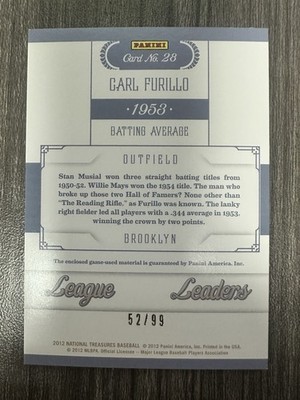 PANINI
Card No. 28
CARL FURILLO
· 1953 ·
BATTING AVERAGE
OUTFIELD
Stan Musial won three straight batting titles from
1950-52. Willie Mays won the 1954 title. The man who
broke up those two Hall of Famers? None other than
"The Reading Rifle," as Furillo was known. The lanky
right fielder led all players with a .344 average in 1953,
winning the crown by two points.
BROOKLYN
The enclosed game-used material is guaranteed by Panini America, Inc.
League Leaders
52/99
2012 NATIONAL TREASURES BASEBALL © 2012 Panini America, Inc. Printed in the USA.
© 2012 MLBPA. Official Licensee - Major League Baseball Players Association